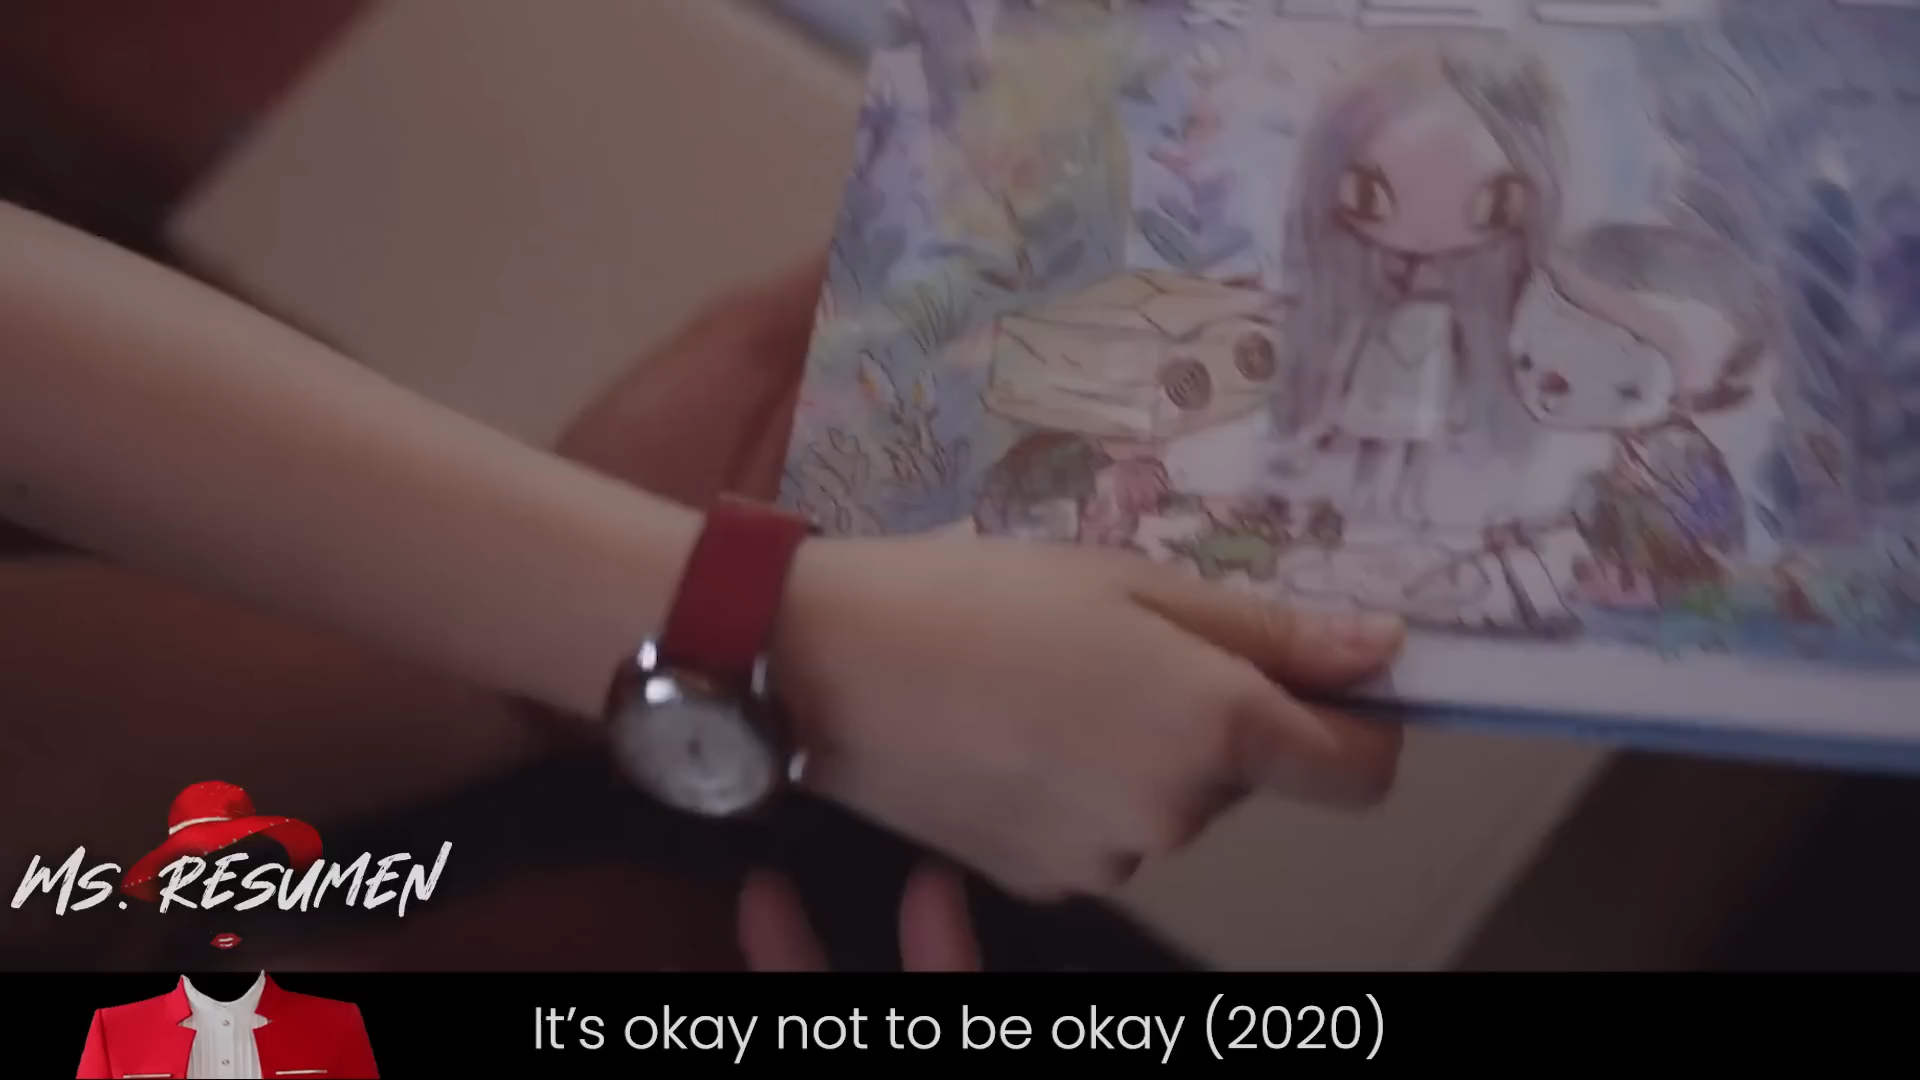 Ms. RESUMEN
It’s okay not to be okay (2020)